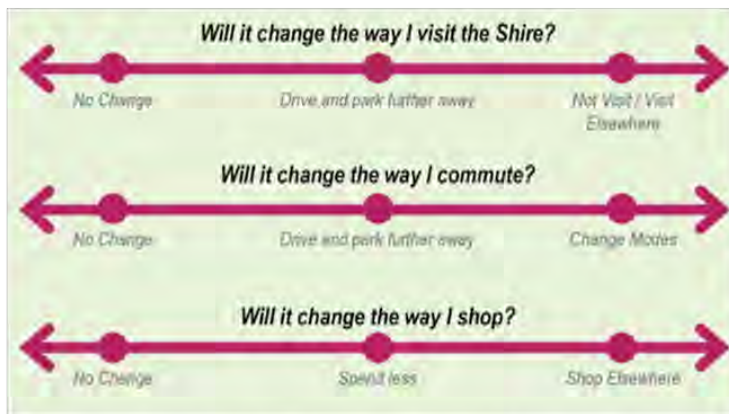 Will it change the way I visit the Shire?
No Change Drive and park further away Not Visit / Visit
Elsewhere
Will it change the way I commute?
No Change Drive and park further away Change Modes
Will it change the way I shop?
No Change Spend less Shop Elsewhere